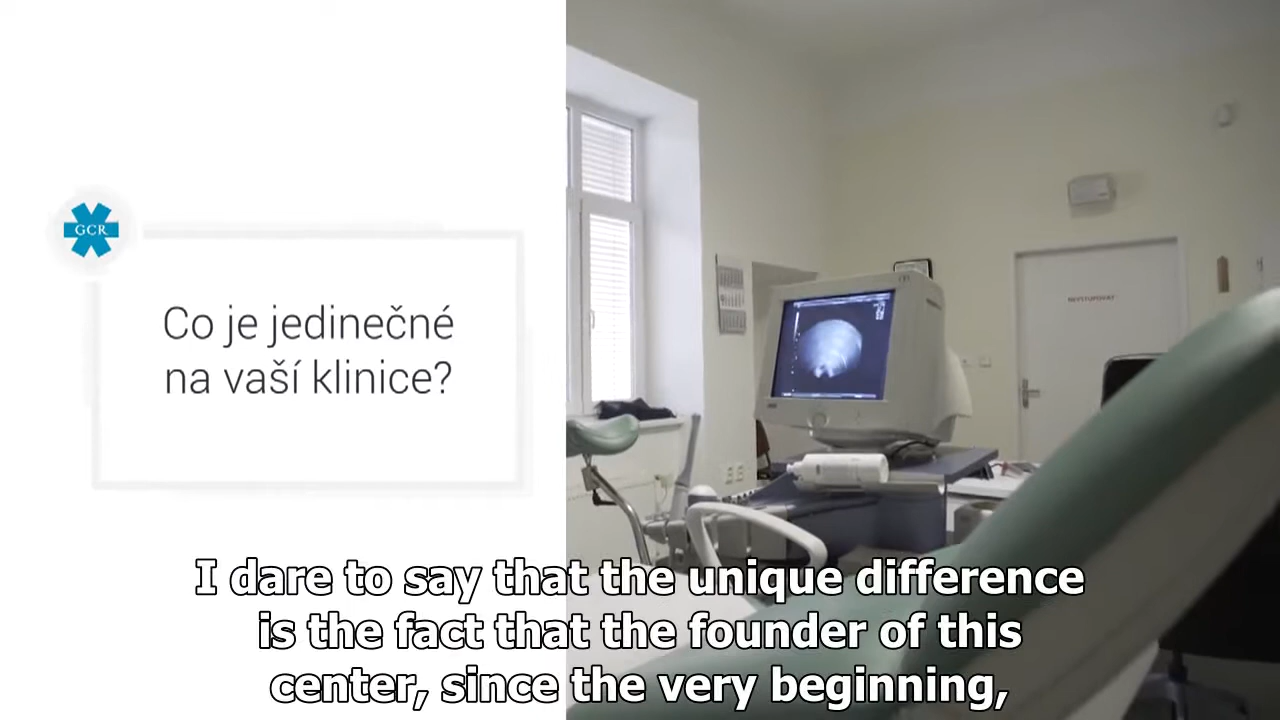 GCR
Co je jedinečné
na vaší klinice?
NEVSTUPOVAT
I dare to say that the unique difference
is the fact that the founder of this
center, since the very beginning,